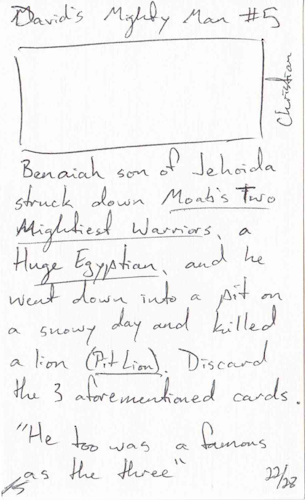 David's Mighty Man #5
Christian
Benaiah son of Jehoida
struck down Moab's Two
Mightiest Warriors, a
Huge Egyptian, and he
went down into a pit on
a snowy day and killed
a lion (Pit Lion). Discard
the 3 aforementioned cards.
"He too was a famous
as the three"
22/28